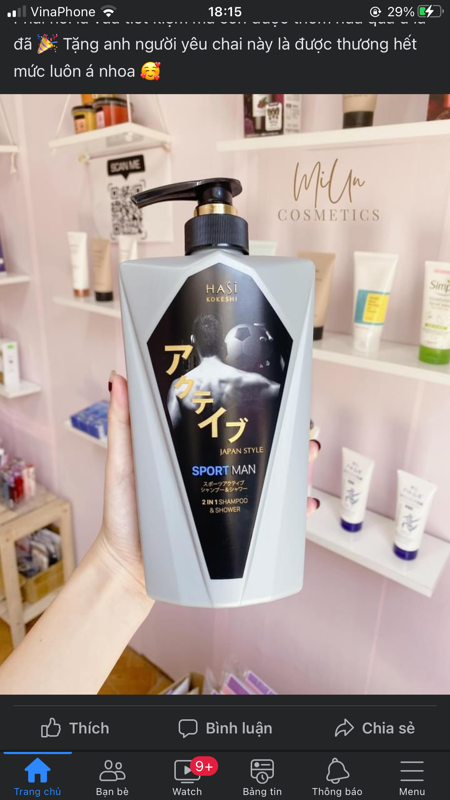 VinaPhone
18:15
29%
đã 🎉 Tặng anh người yêu chai này là được thương hết
mức luôn á nhoa 🥰
SCAN ME
MiUn
COSMETICS
HASI
KOKESHI
アクティブ
JAPAN STYLE
SPORT MAN
スポーツアクティブ
シャンプー&シャワー
2 IN 1 SHAMPOO
& SHOWER
Simple
Thích
Bình luận
Chia sẻ
9+
Trang chủ
Bạn bè
Watch
Bảng tin
Thông báo
Menu